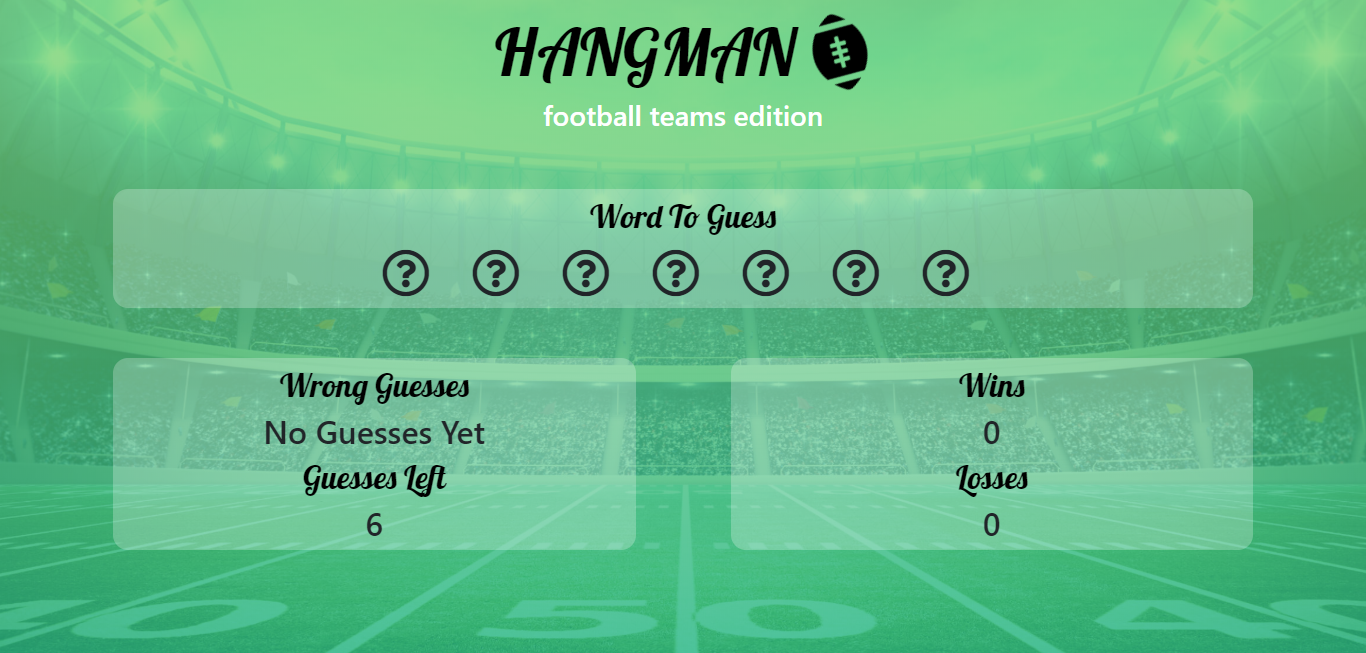 HANGMAN
football teams edition
Word To Guess
? ? ? ? ? ? ?
Wrong Guesses
No Guesses Yet
Guesses Left
6
Wins
0
Losses
0
40 50 40